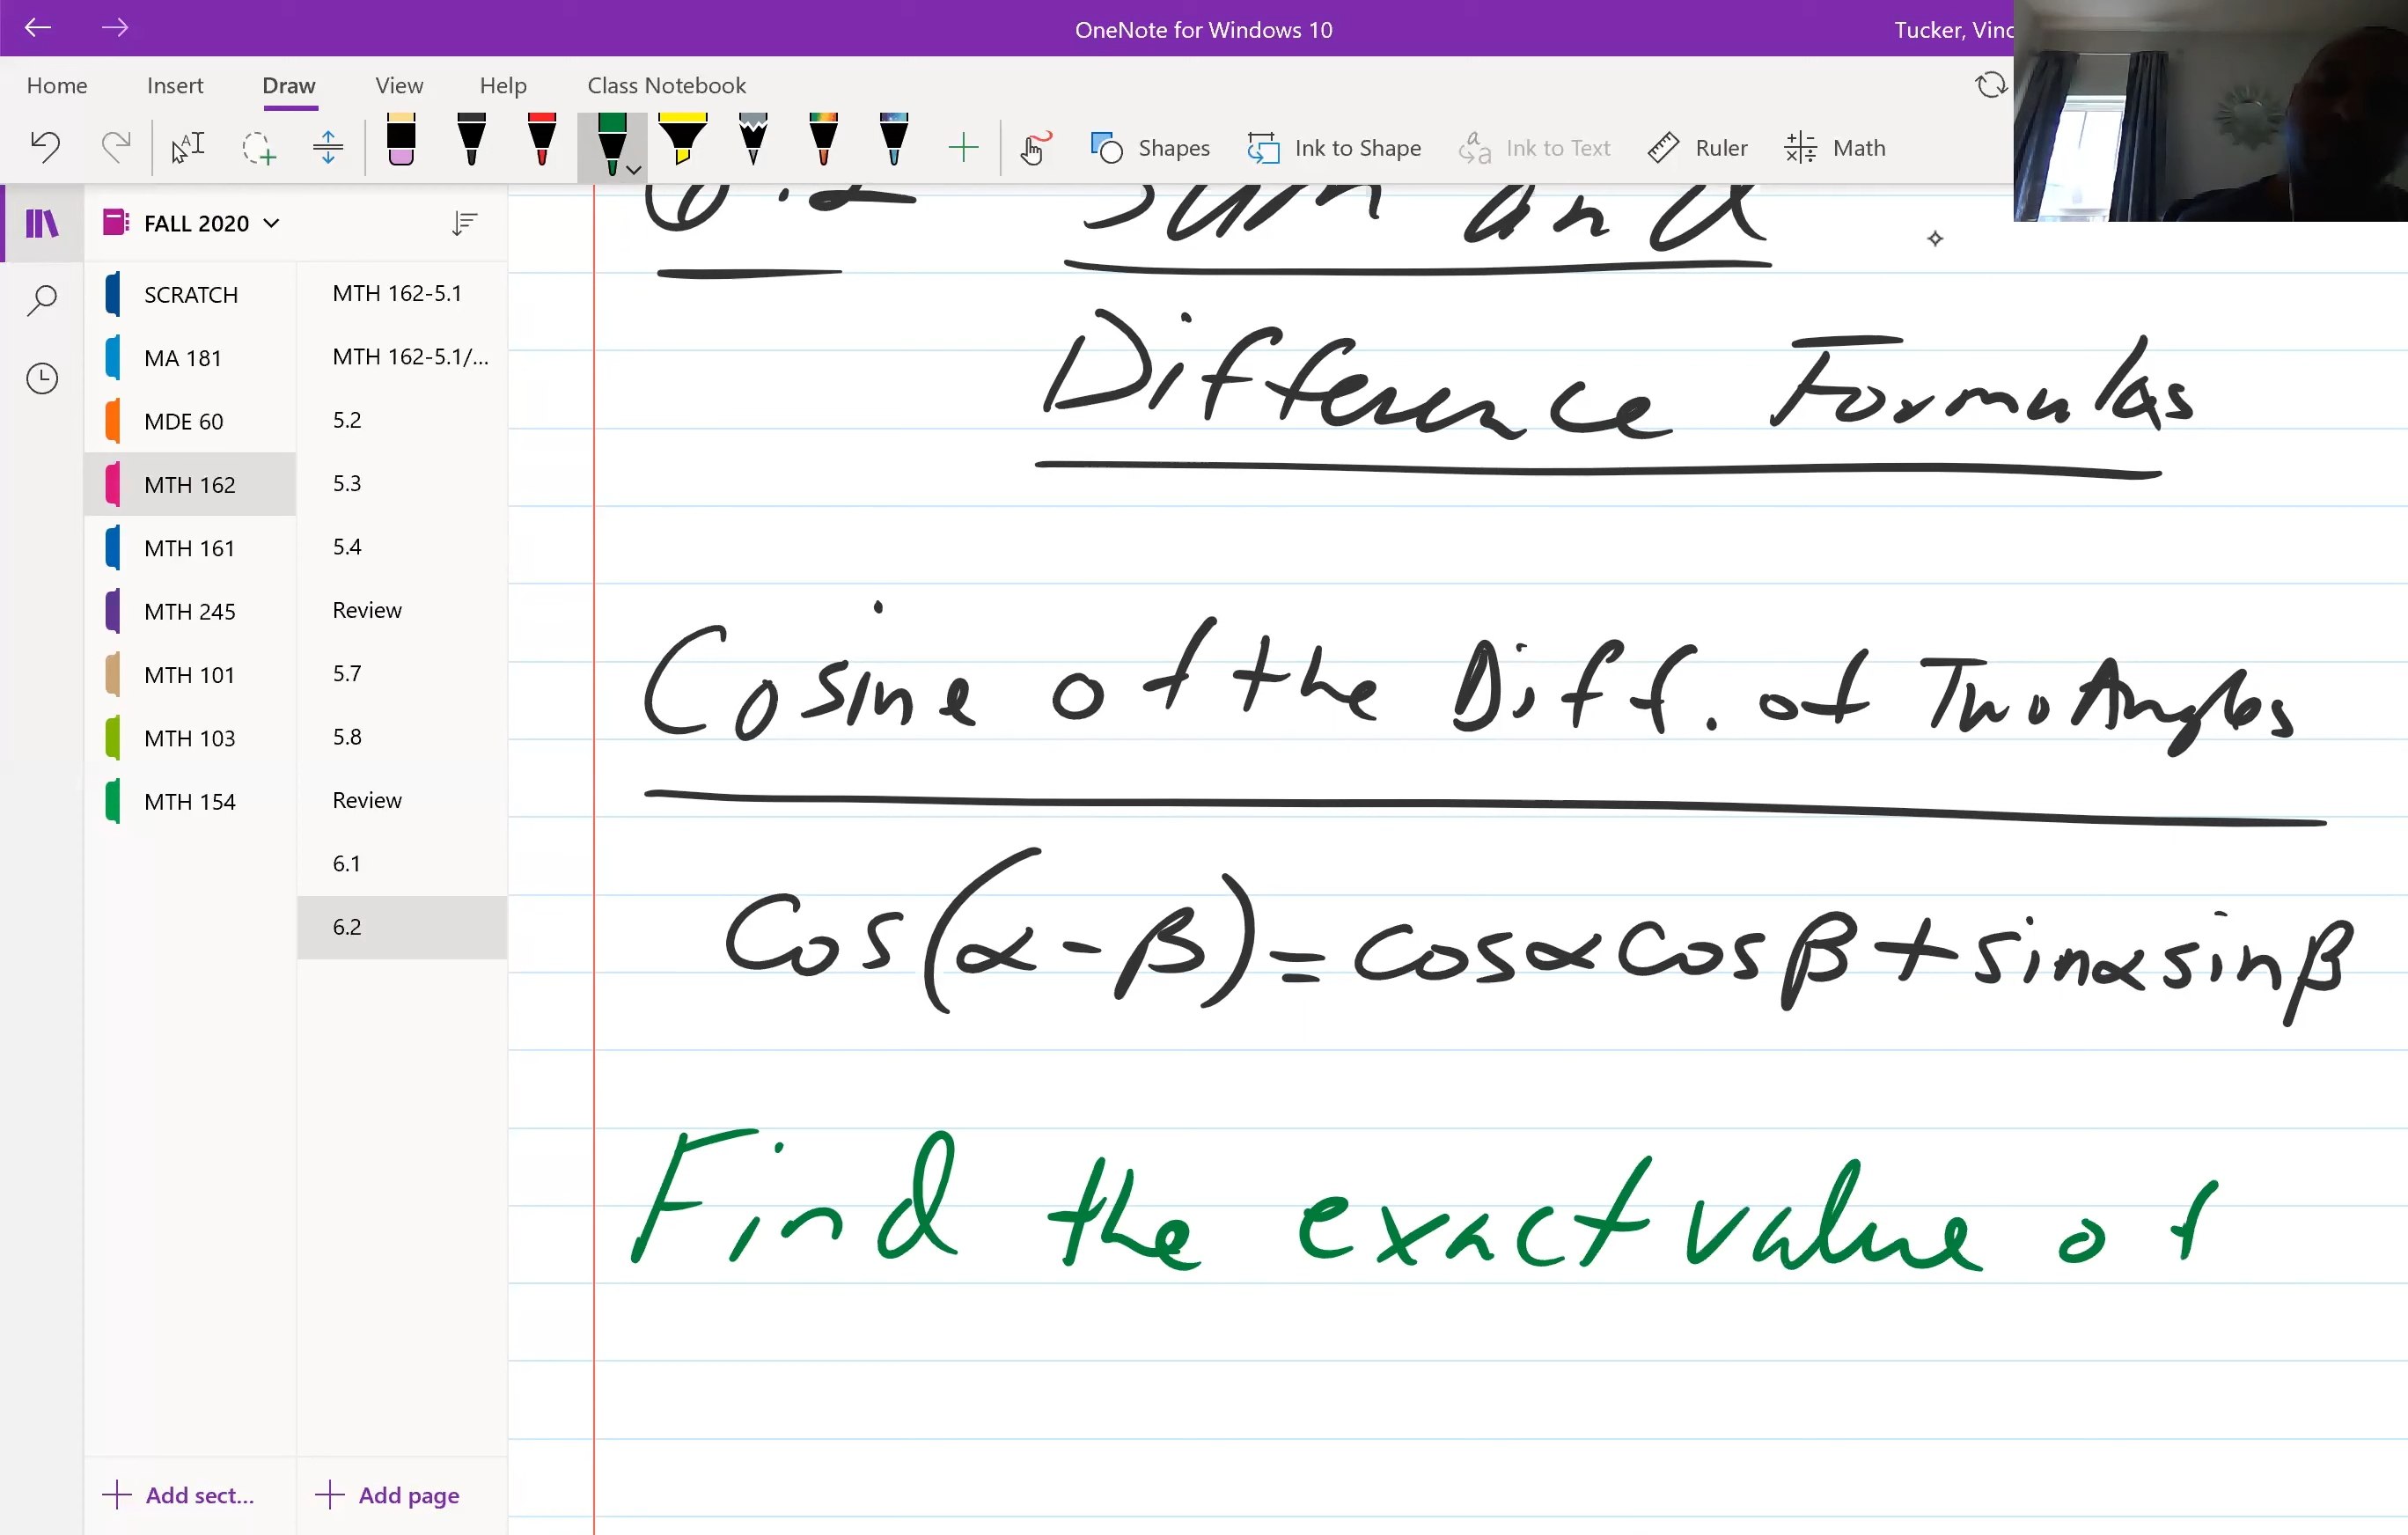 OneNote for Windows 10
Tucker, Vinc
Home Insert Draw View Help Class Notebook
Shapes Ink to Shape Ink to Text Ruler Math
FALL 2020
SCRATCH
MA 181
MDE 60
MTH 162
MTH 161
MTH 245
MTH 101
MTH 103
MTH 154
Add sect...
MTH 162-5.1
MTH 162-5.1/...
5.2
5.3
5.4
Review
5.7
5.8
Review
6.1
6.2
Add page
6.2 Sum and
Difference Formulas
Cosine of the Diff. of Two Angles
Cos(α-β)=cosαcosβ+sinαsinβ
Find the exact value of